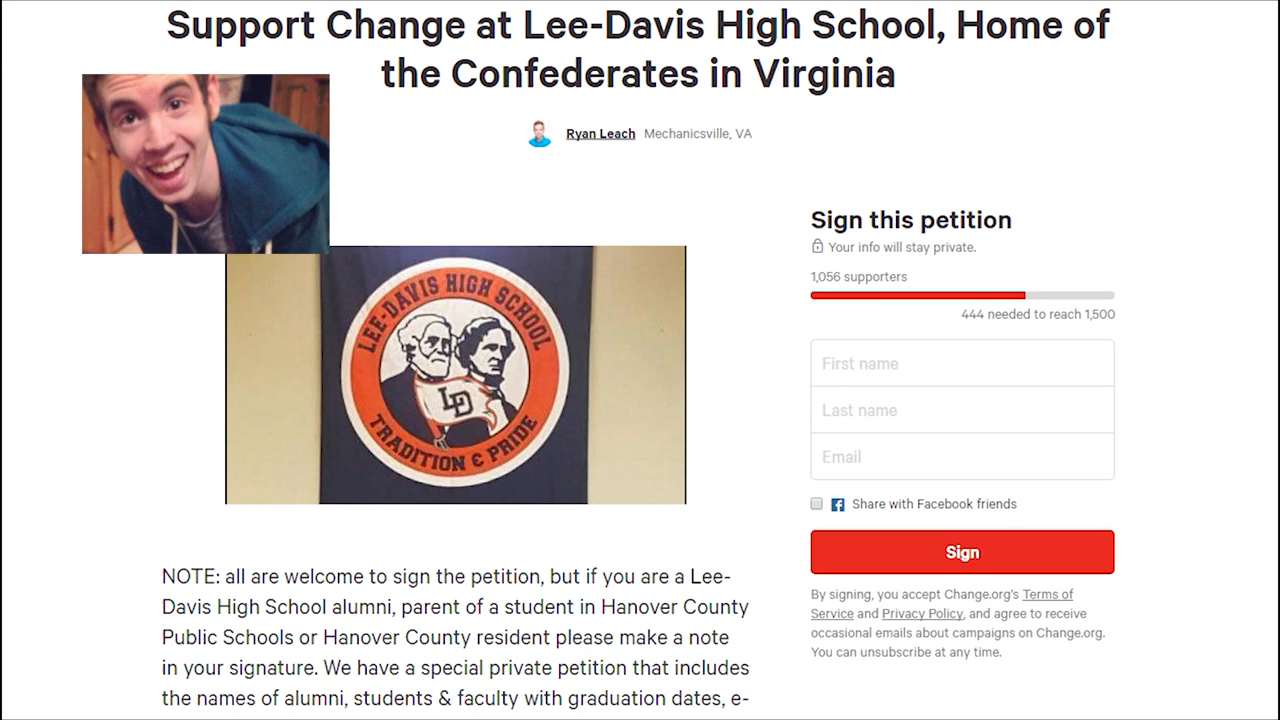 Support Change at Lee-Davis High School, Home of
the Confederates in Virginia
Ryan Leach Mechanicsville, VA
LEE-DAVIS HIGH SCHOOL
LD
TRADITION & PRIDE
Sign this petition
Your info will stay private.
1,056 supporters
444 needed to reach 1,500
First name
Last name
Email
Share with Facebook friends
Sign
By signing, you accept Change.org's Terms of
Service and Privacy Policy, and agree to receive
occasional emails about campaigns on Change.org.
You can unsubscribe at any time.
NOTE: all are welcome to sign the petition, but if you are a Lee-
Davis High School alumni, parent of a student in Hanover County
Public Schools or Hanover County resident please make a note
in your signature. We have a special private petition that includes
the names of alumni, students & faculty with graduation dates, e-